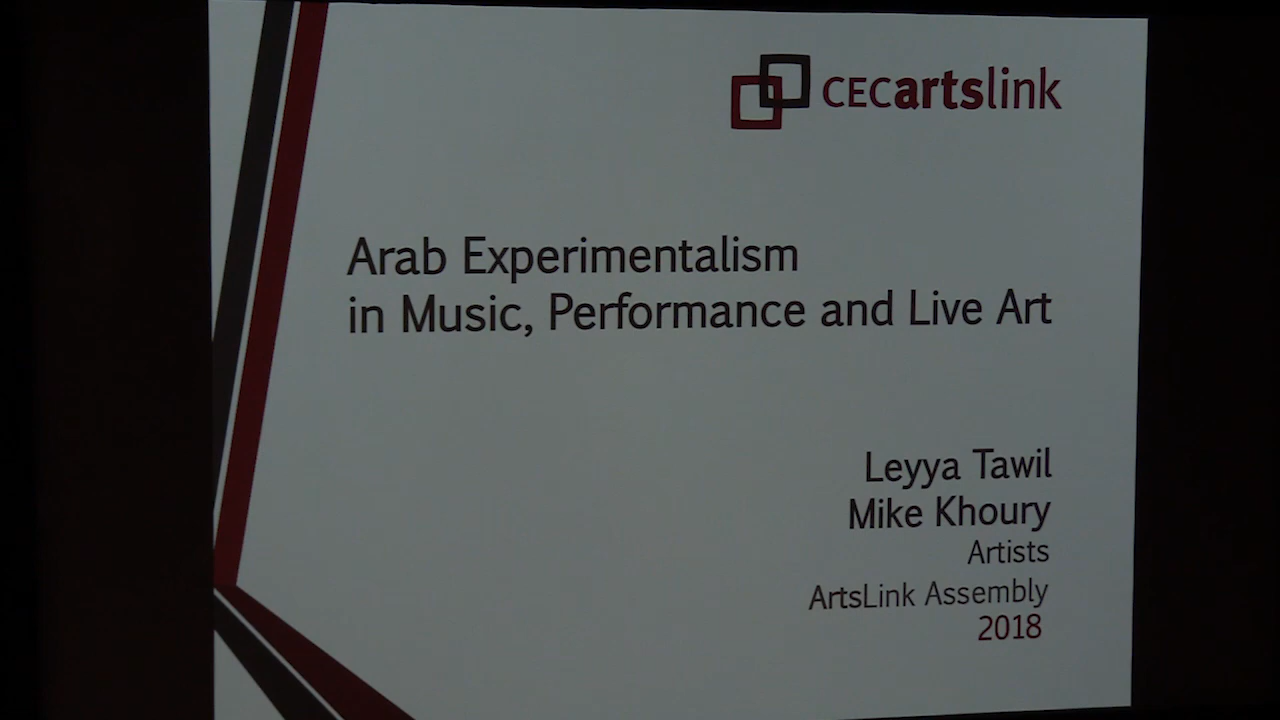 CECartslink
Arab Experimentalism
in Music, Performance and Live Art
Leyya Tawil
Mike Khoury
Artists
ArtsLink Assembly
2018